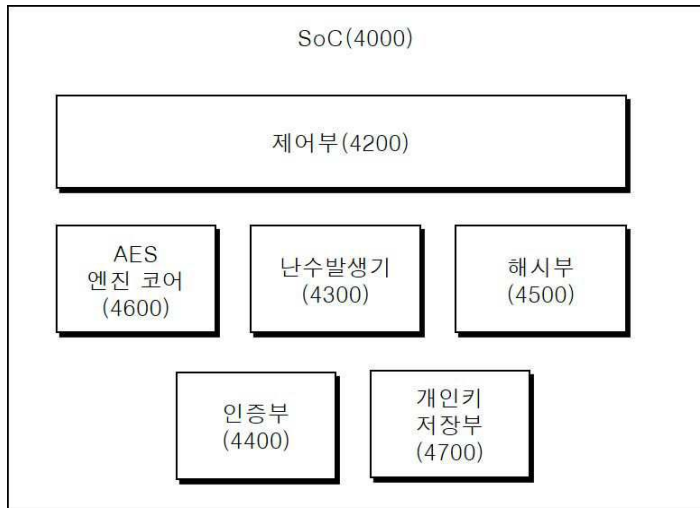 SoC(4000)
제어부(4200)
AES
엔진 코어
(4600)
난수발생기
(4300)
해시부
(4500)
인증부
(4400)
개인키
저장부
(4700)